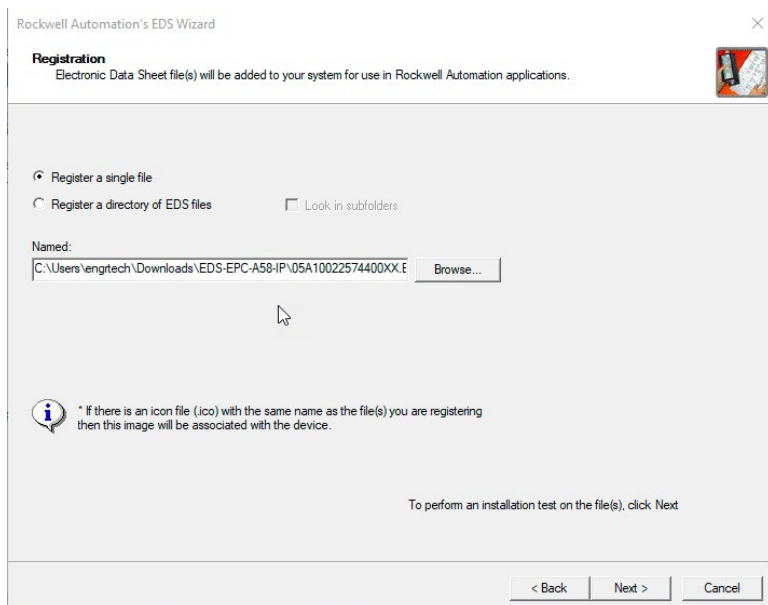 Rockwell Automation's EDS Wizard
Registration
Electronic Data Sheet file(s) will be added to your system for use in Rockwell Automation applications.
Register a single file
Register a directory of EDS files
Look in subfolders
Named:
C:\Users\engrtech\Downloads\EDS-EPC-A58-IP\05A10022574400XX.E
Browse...
* If there is an icon file (.ico) with the same name as the file(s) you are registering
then this image will be associated with the device.
To perform an installation test on the file(s), click Next
< Back
Next >
Cancel